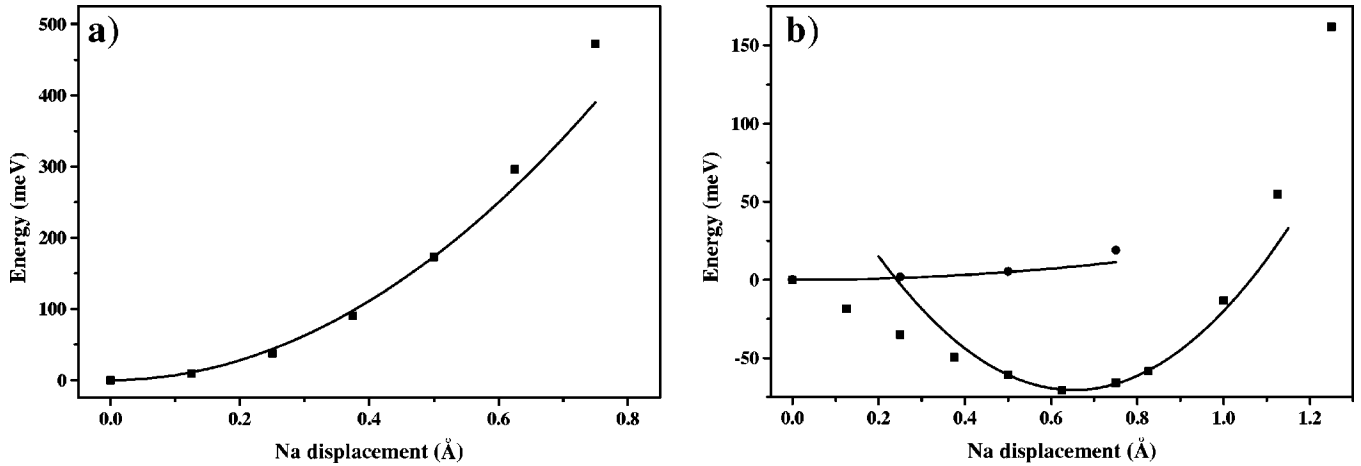 a)
500
400
300
200
100
0
Energy (meV)
0.0 0.2 0.4 0.6 0.8
Na displacement (Å)
b)
150
100
50
0
-50
Energy (meV)
0.0 0.2 0.4 0.6 0.8 1.0 1.2
Na displacement (Å)